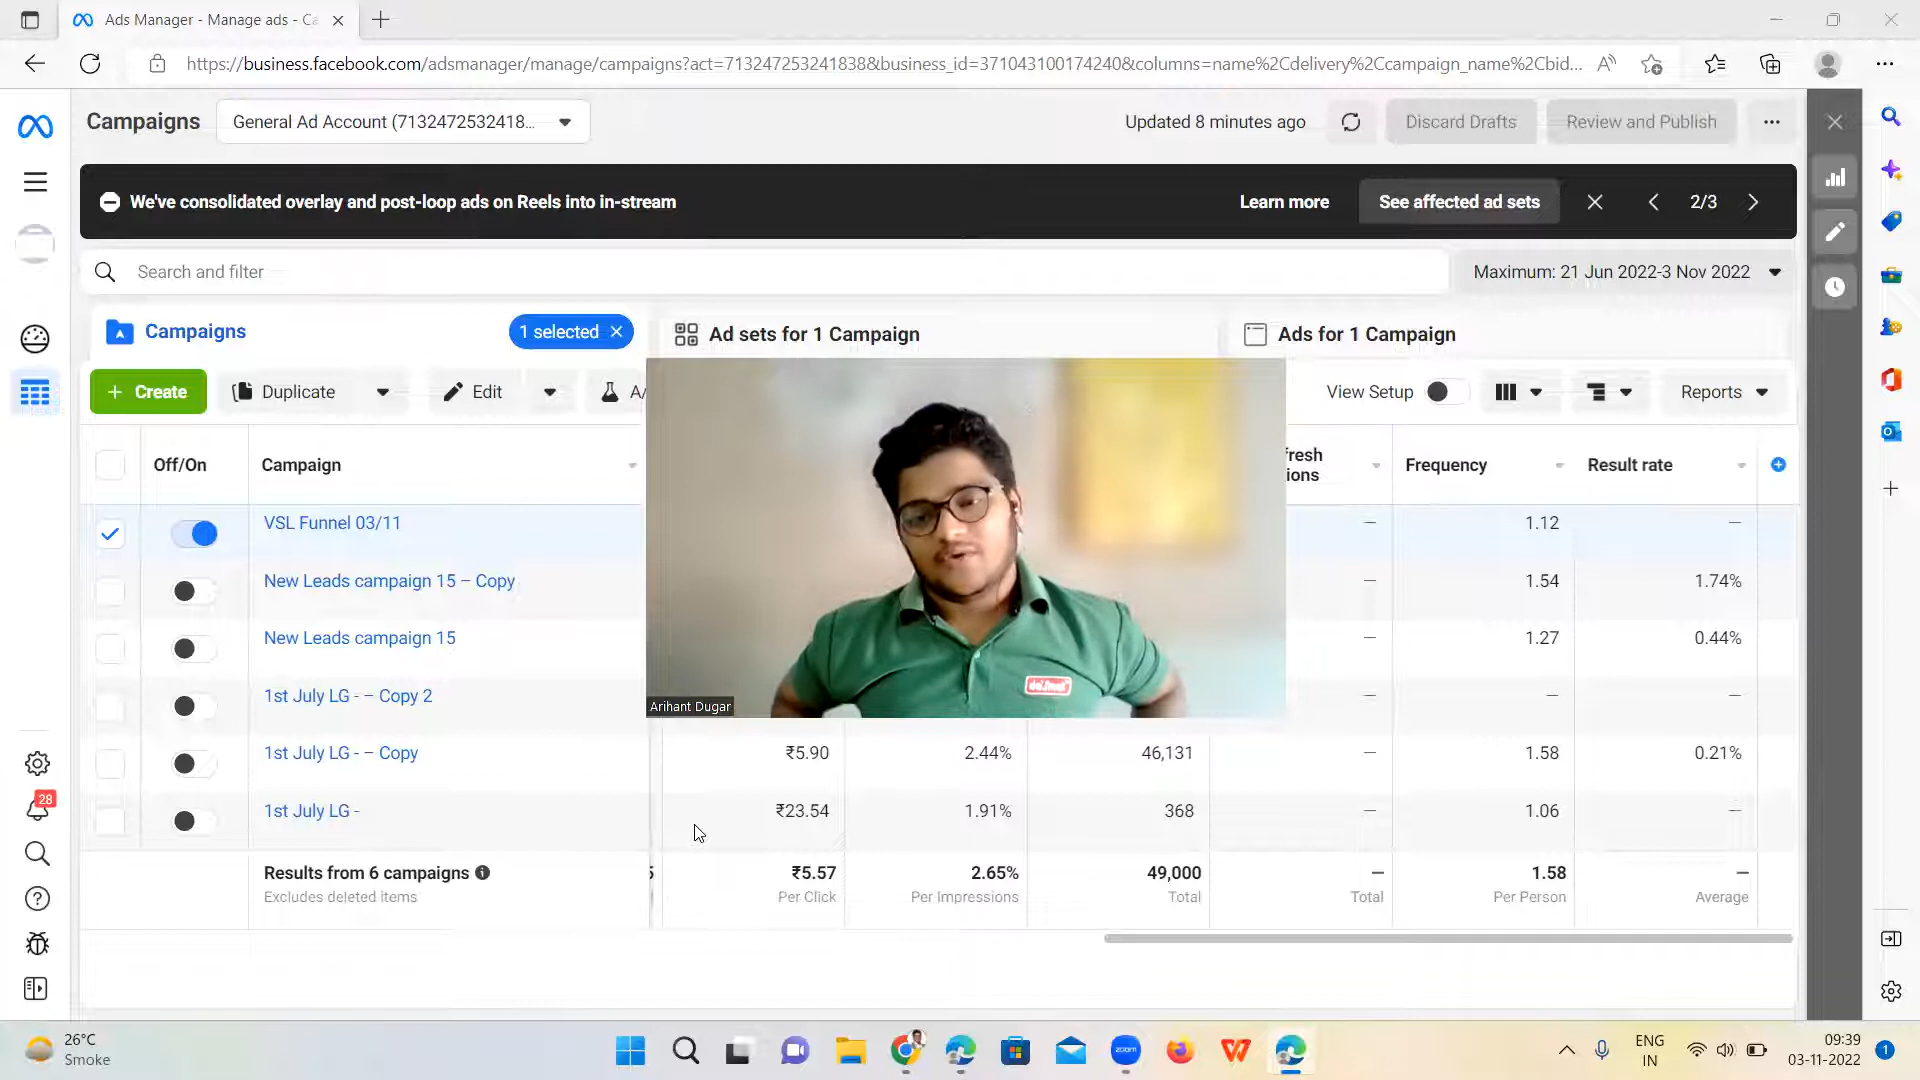 Ads Manager - Manage ads - Ca
https://business.facebook.com/adsmanager/manage/campaigns?act=713247253241838&business_id=371043100174240&columns=name%2Cdelivery%2Ccampaign_name%2Cbid...
Campaigns
General Ad Account (7132472532418...
Updated 8 minutes ago
Discard Drafts
Review and Publish
We've consolidated overlay and post-loop ads on Reels into in-stream
Learn more
See affected ad sets
2/3
Search and filter
Maximum: 21 Jun 2022-3 Nov 2022
Campaigns
1 selected
Ad sets for 1 Campaign
Ads for 1 Campaign
+ Create
Duplicate
Edit
A/
View Setup
Reports
Off/On
Campaign
fresh
ions
Frequency
Result rate
VSL Funnel 03/11
—
1.12
—
New Leads campaign 15 – Copy
—
1.54
1.74%
New Leads campaign 15
—
1.27
0.44%
1st July LG - – Copy 2
—
—
—
Arihant Dugar
1st July LG - – Copy
₹5.90
2.44%
46,131
—
1.58
0.21%
1st July LG -
₹23.54
1.91%
368
—
1.06
—
Results from 6 campaigns
₹5.57
2.65%
49,000
—
1.58
—
Excludes deleted items
Per Click
Per Impressions
Total
Total
Per Person
Average
28
26°C
Smoke
zoom
ENG
IN
09:39
03-11-2022
1